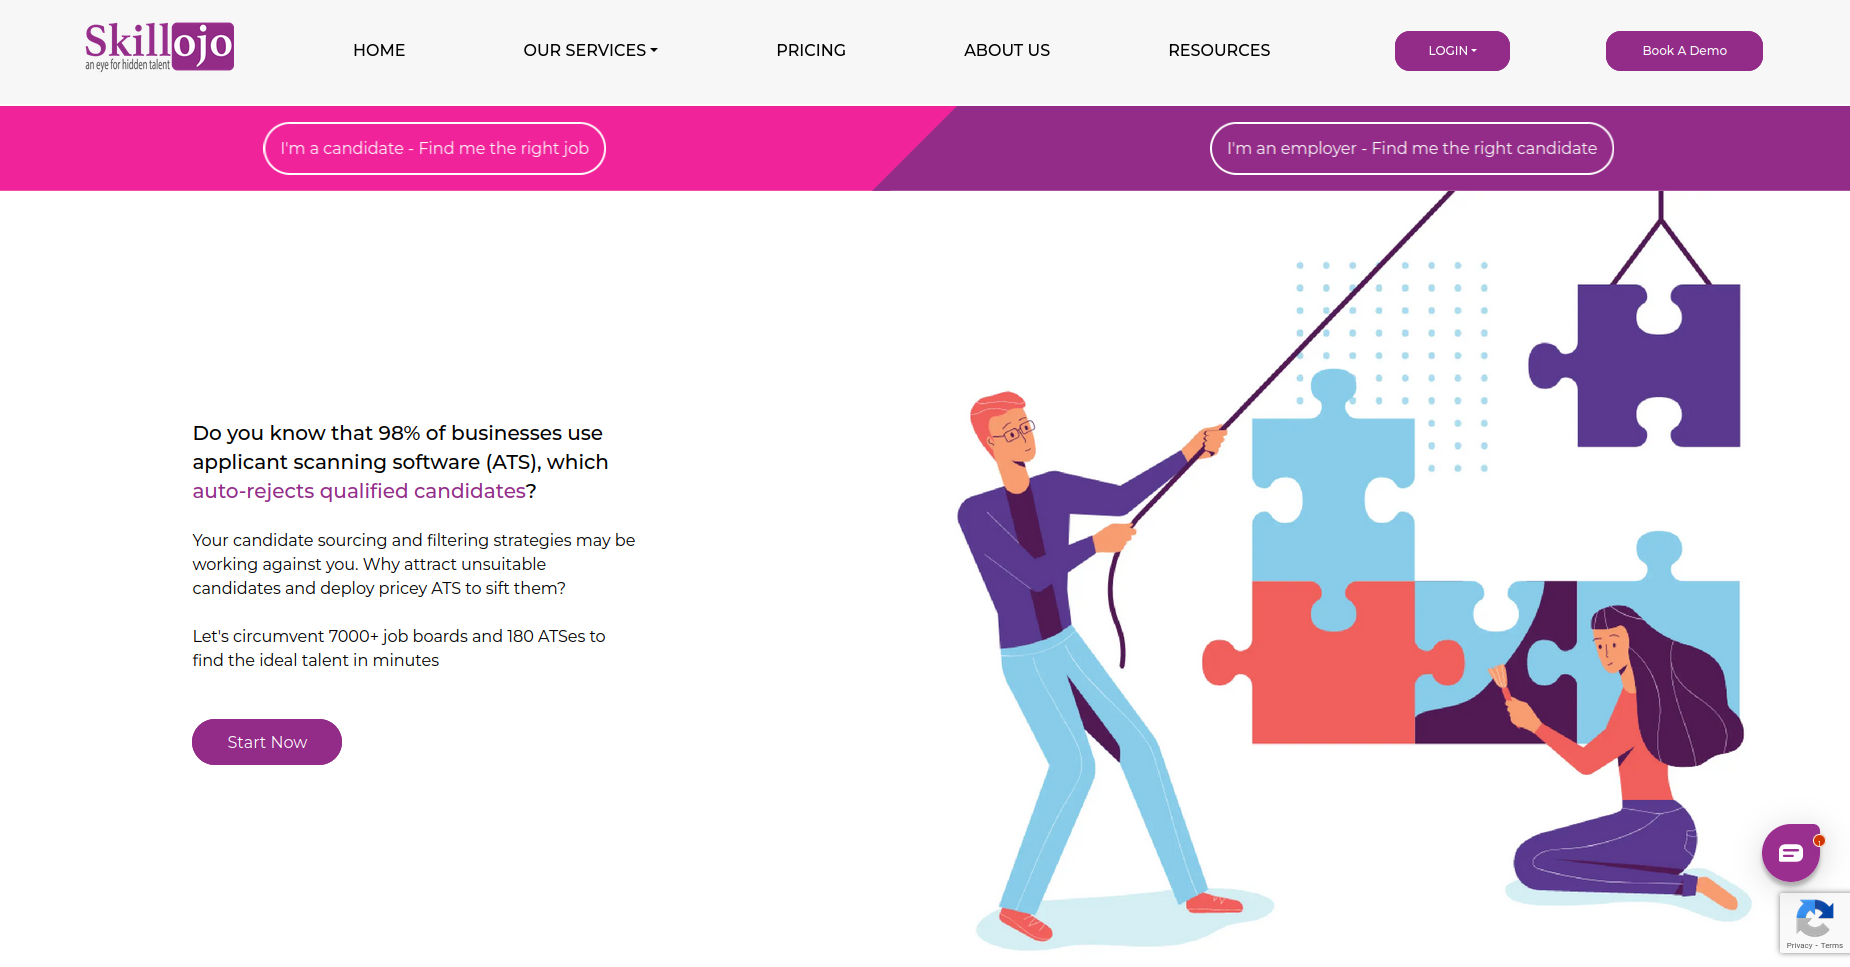 Skillojo
an eye for hidden talent
HOME
OUR SERVICES
PRICING
ABOUT US
RESOURCES
LOGIN
Book A Demo
I'm a candidate - Find me the right job
I'm an employer - Find me the right candidate
Do you know that 98% of businesses use
applicant scanning software (ATS), which
auto-rejects qualified candidates?
Your candidate sourcing and filtering strategies may be
working against you. Why attract unsuitable
candidates and deploy pricey ATS to sift them?
Let's circumvent 7000+ job boards and 180 ATSes to
find the ideal talent in minutes
Start Now
Privacy - Terms